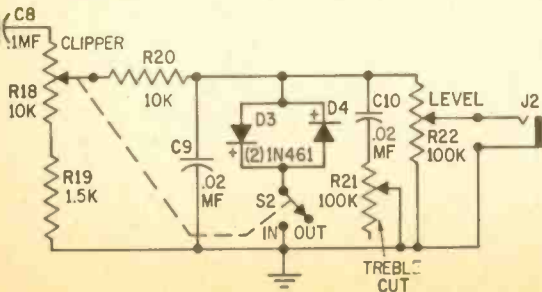 C8
.1MF
CLIPPER
R18
10K
R19
1.5K
R20
10K
C9
.02
MF
D3
D4
+
+
(2) 1N461
S2
IN
OUT
C10
.02
MF
R21
100K
TREBLE
CUT
LEVEL
R22
100K
J2